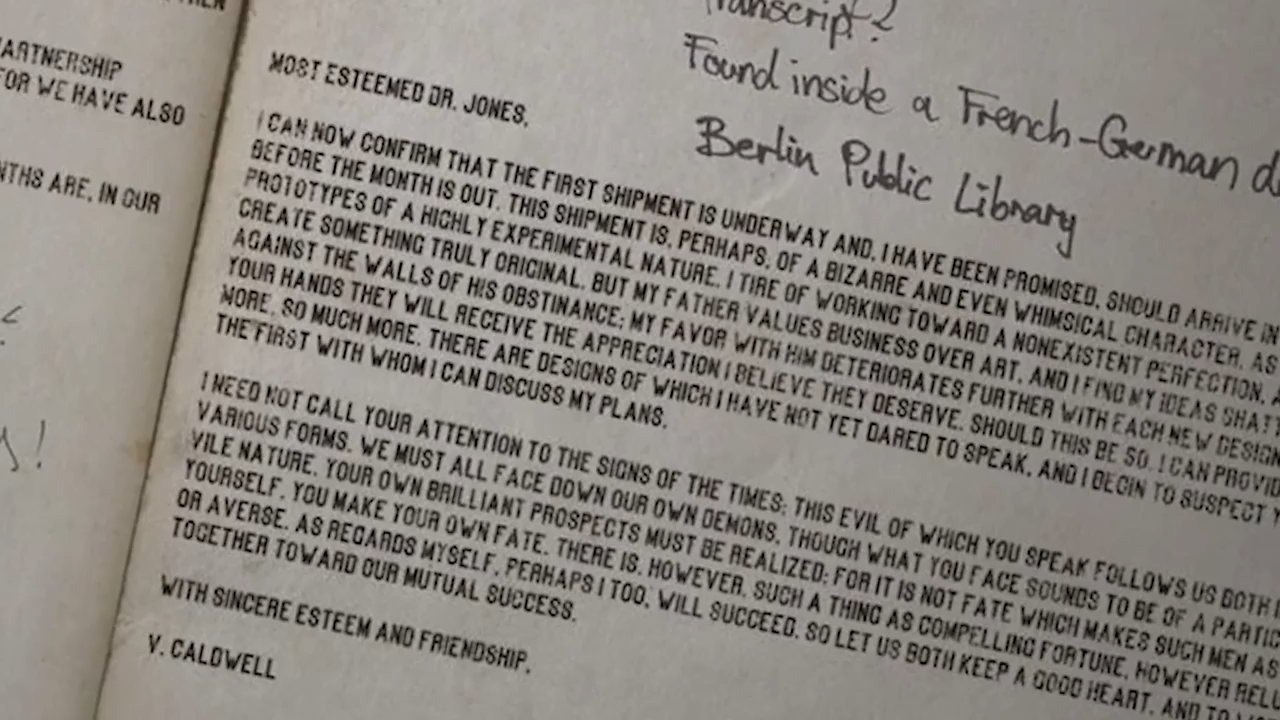 ARTNERSHIP
FOR WE HAVE ALSO
NTHS ARE, IN OUR
Transcript?
Found inside a French-German
Berlin Public Library
MOST ESTEEMED DR. JONES,
I CAN NOW CONFIRM THAT THE FIRST SHIPMENT IS UNDERWAY AND, I HAVE BEEN PROMISED, SHOULD ARRIVE IN
BEFORE THE MONTH IS OUT. THIS SHIPMENT IS, PERHAPS, OF A BIZARRE AND EVEN WHIMSICAL CHARACTER, AS
PROTOTYPES OF A HIGHLY EXPERIMENTAL NATURE. I TIRE OF WORKING TOWARD A NONEXISTENT PERFECTION.
CREATE SOMETHING TRULY ORIGINAL, BUT MY FATHER VALUES BUSINESS OVER ART, AND I FIND MY IDEAS SHATT
AGAINST THE WALLS OF HIS OBSTINANCE; MY FAVOR WITH HIM DETERIORATES FURTHER WITH EACH NEW DESIGN
YOUR HANDS THEY WILL RECEIVE THE APPRECIATION I BELIEVE THEY DESERVE. SHOULD THIS BE SO, I CAN PROVID
MORE, SO MUCH MORE. THERE ARE DESIGNS OF WHICH I HAVE NOT YET DARED TO SPEAK, AND I BEGIN TO SUSPECT Y
THE FIRST WITH WHOM I CAN DISCUSS MY PLANS.
I NEED NOT CALL YOUR ATTENTION TO THE SIGNS OF THE TIMES; THIS EVIL OF WHICH YOU SPEAK FOLLOWS US BOTH
VARIOUS FORMS. WE MUST ALL FACE DOWN OUR OWN DEMONS, THOUGH WHAT YOU FACE SOUNDS TO BE OF A PARTIC
VILE NATURE. YOUR OWN BRILLIANT PROSPECTS MUST BE REALIZED; FOR IT IS NOT FATE WHICH MAKES SUCH MEN AS
YOURSELF. YOU MAKE YOUR OWN FATE. THERE IS, HOWEVER, SUCH A THING AS COMPELLING FORTUNE, HOWEVER RELU
OR AVERSE. AS REGARDS MYSELF, PERHAPS I TOO, WILL SUCCEED. SO LET US BOTH KEEP A GOOD HEART, AND TO
TOGETHER TOWARD OUR MUTUAL SUCCESS.
WITH SINCERE ESTEEM AND FRIENDSHIP,
V. CALDWELL